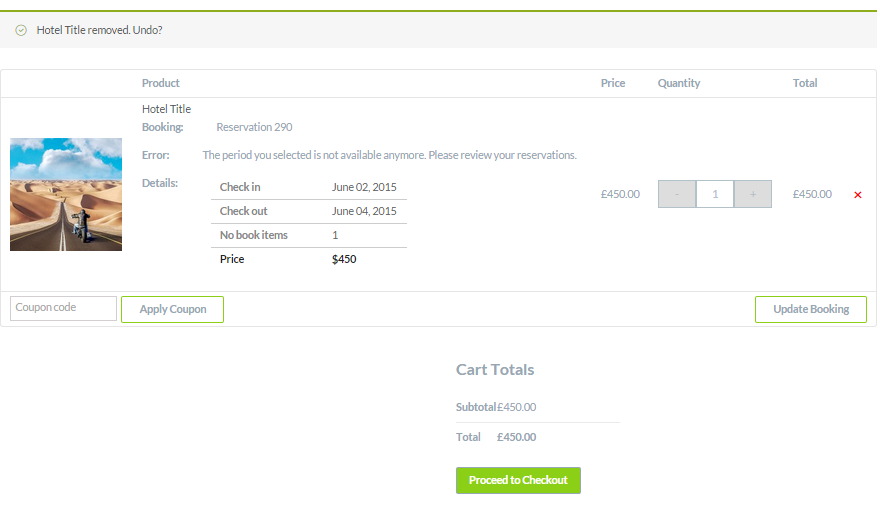 Hotel Title removed. Undo?
Product Price Quantity Total
Hotel Title
Booking: Reservation 290
Error: The period you selected is not available anymore. Please review your reservations.
Details:
Check in June 02, 2015
Check out June 04, 2015
No book items 1
Price $450
£450.00 - 1 + £450.00 ×
Coupon code Apply Coupon Update Booking
Cart Totals
Subtotal £450.00
Total £450.00
Proceed to Checkout